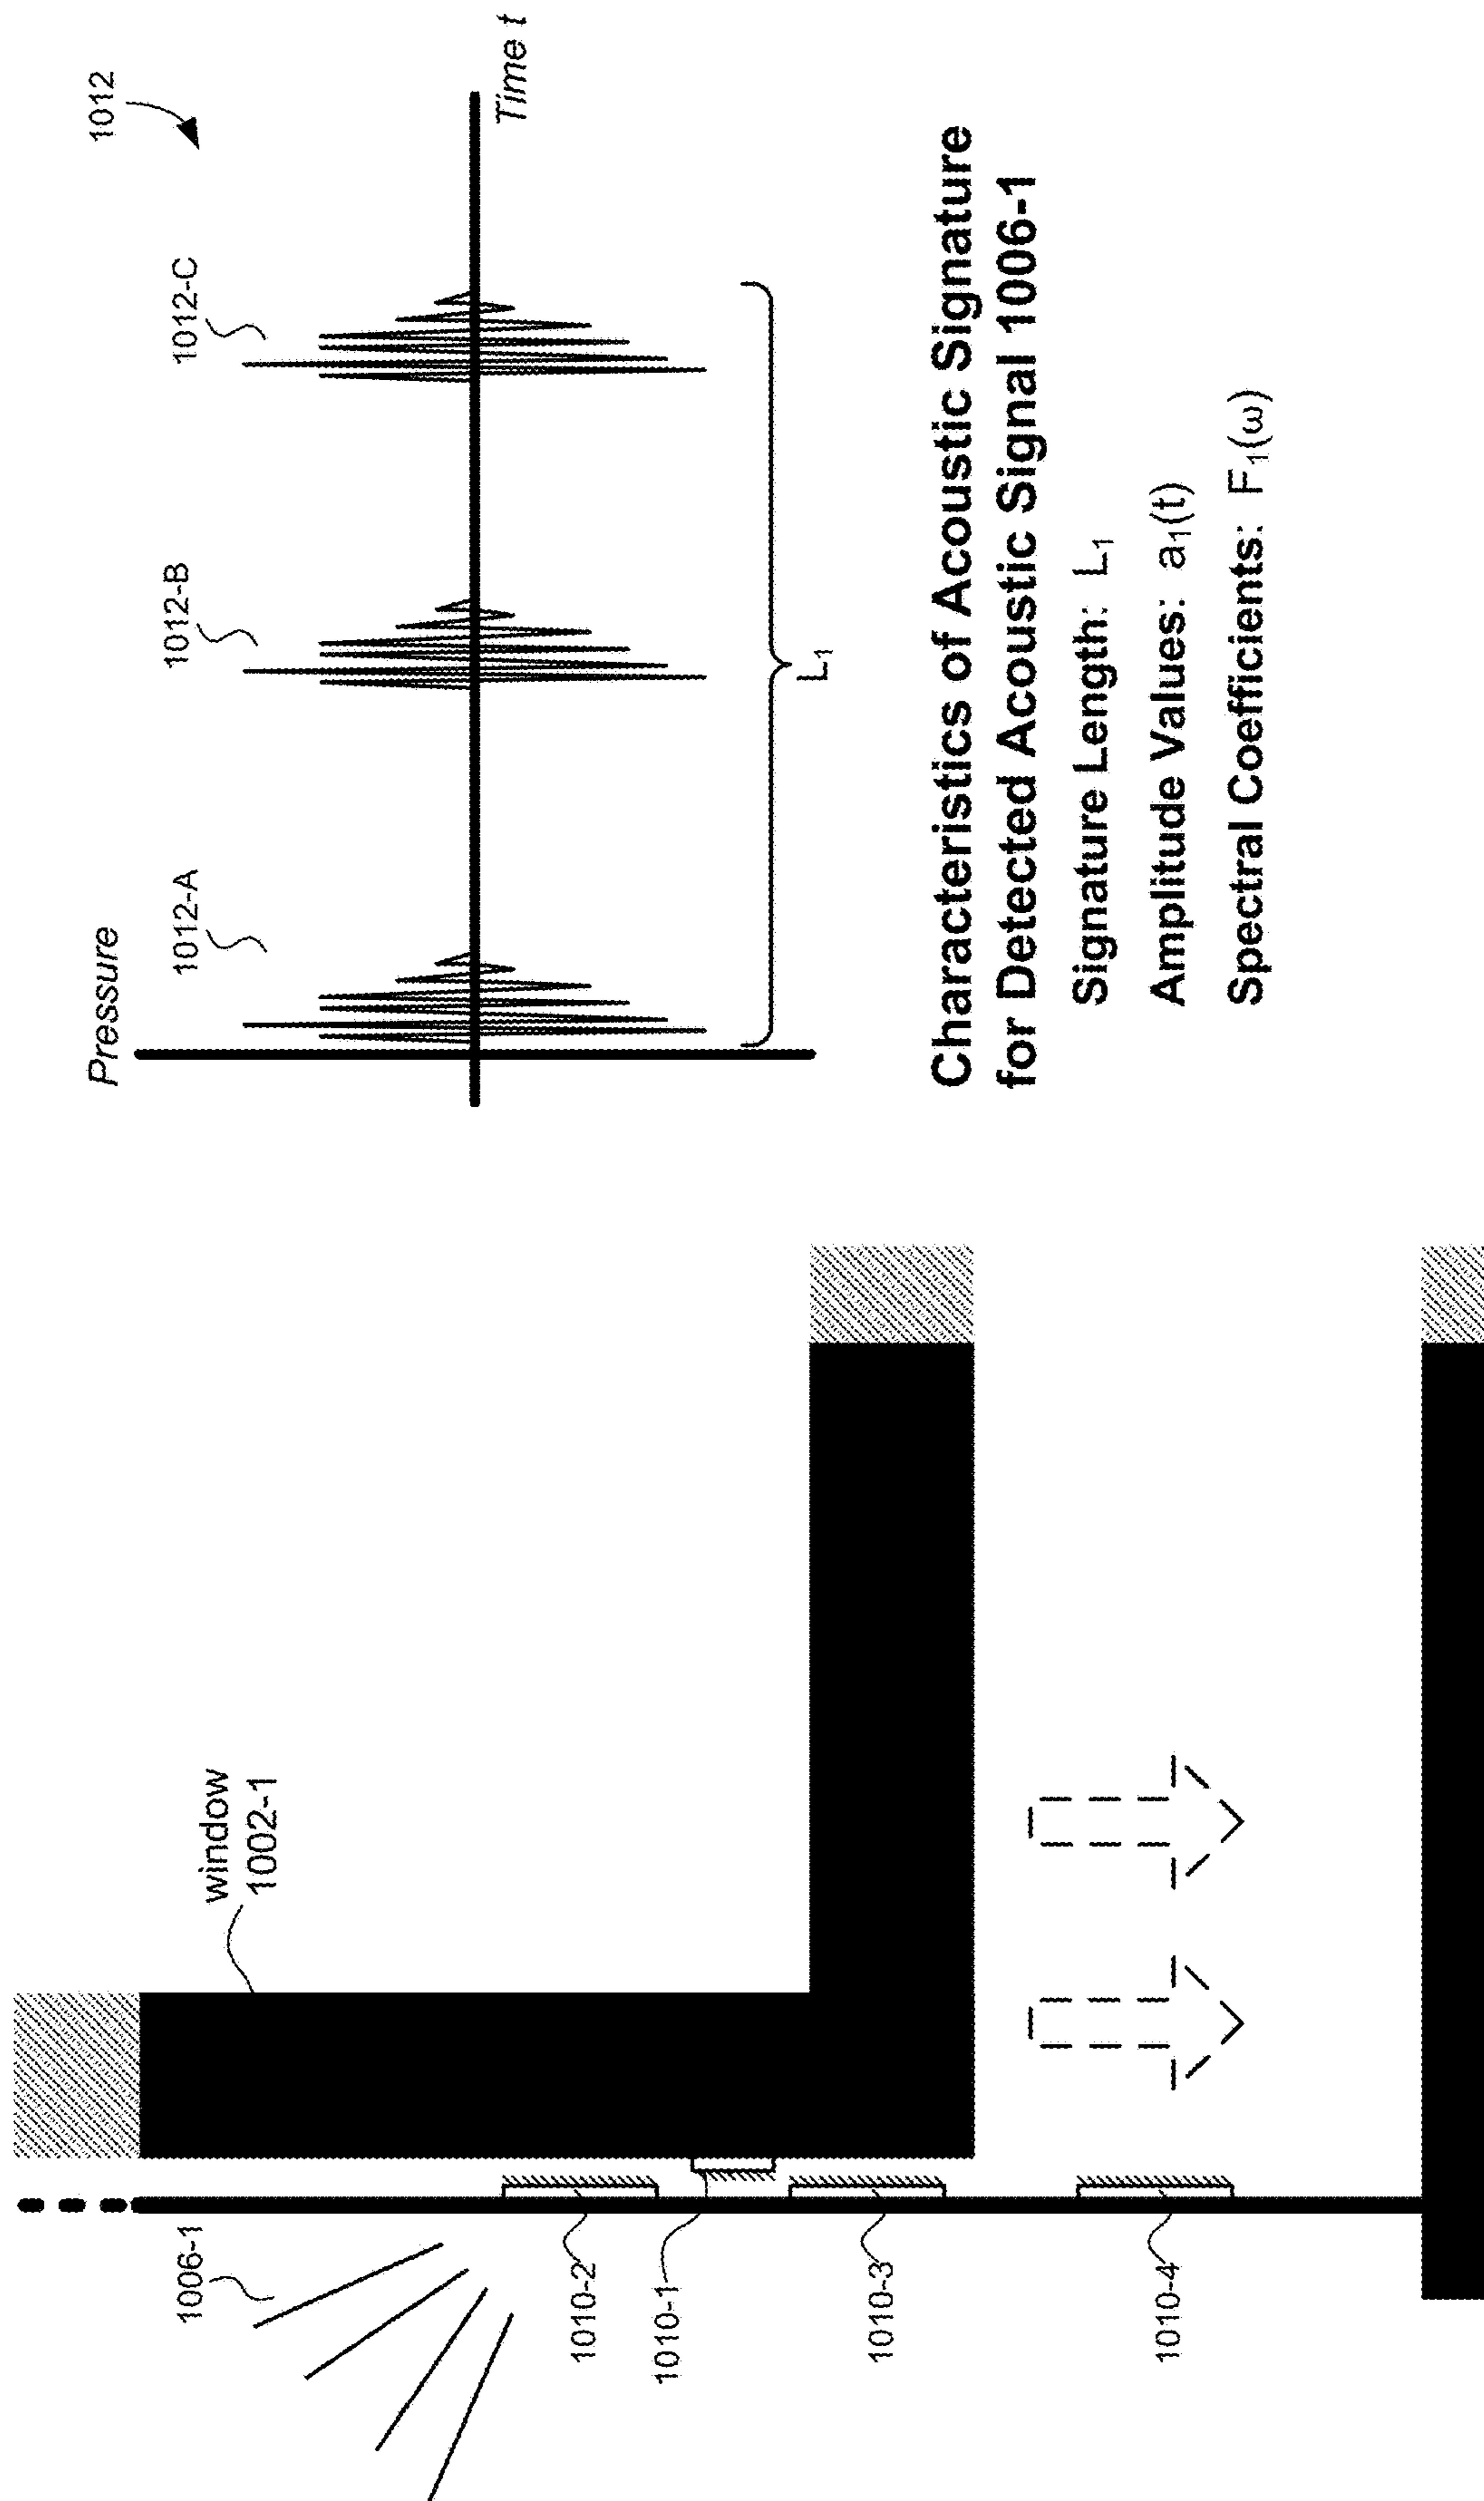 1006-1
1010-2
1010-1
1010-3
1010-4
window
1002-1
Pressure
1012-A
1012-B
1012-C
1012
Time t
L₁
Characteristics of Acoustic Signature
for Detected Acoustic Signal 1006-1
Signature Length: L₁
Amplitude Values: a₁(t)
Spectral Coefficients: F₁(ω)